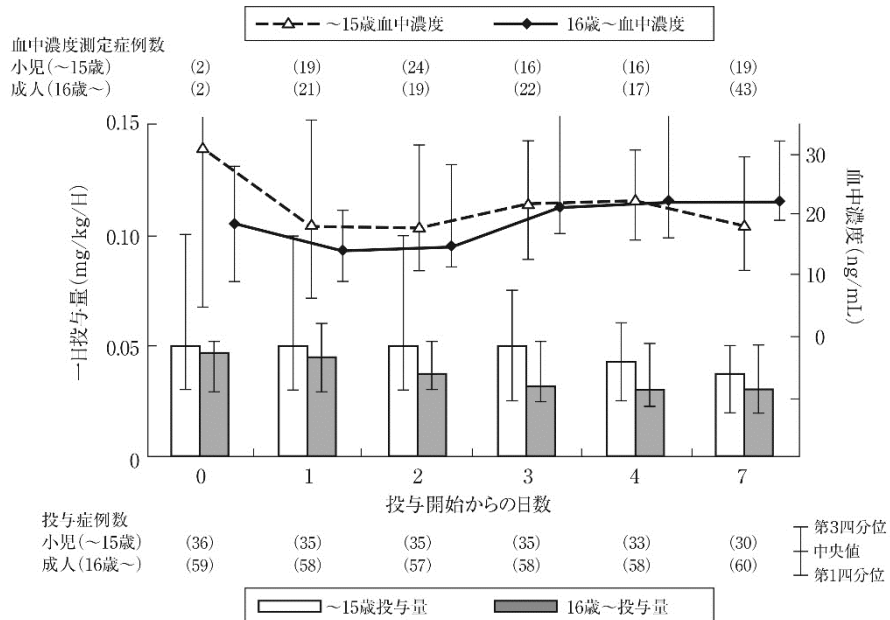 ～15歳血中濃度 16歳～血中濃度
血中濃度測定症例数
小児(～15歳) (2) (19) (24) (16) (16) (19)
成人(16歳～) (2) (21) (19) (22) (17) (43)
0.15
0.10
0.05
0
一日投与量(mg/kg/H)
30
20
10
0
血中濃度(ng/mL)
0 1 2 3 4 7
投与開始からの日数
投与症例数
小児(～15歳) (36) (35) (35) (35) (33) (30)
成人(16歳～) (59) (58) (57) (58) (58) (60)
第3四分位
中央値
第1四分位
～15歳投与量 16歳～投与量